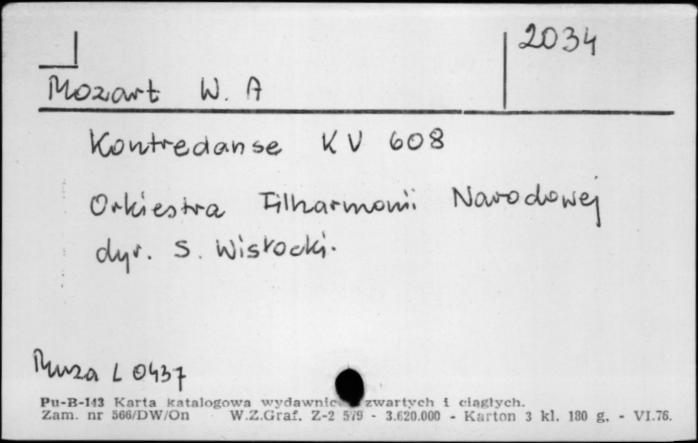 2034
Mozart W. A
Kontredanse KV 608
Orkiestra Filharmonii Narodowej
dyr. S. Wisłocki.
Muza L 0437
Pu-B-143 Karta katalogowa wydawnic zwartych i ciągłych.
Zam. nr 566/DW/On W.Z.Graf. Z-2 579 - 3.620.000 - Karton 3 kl. 180 g. - VI.76.